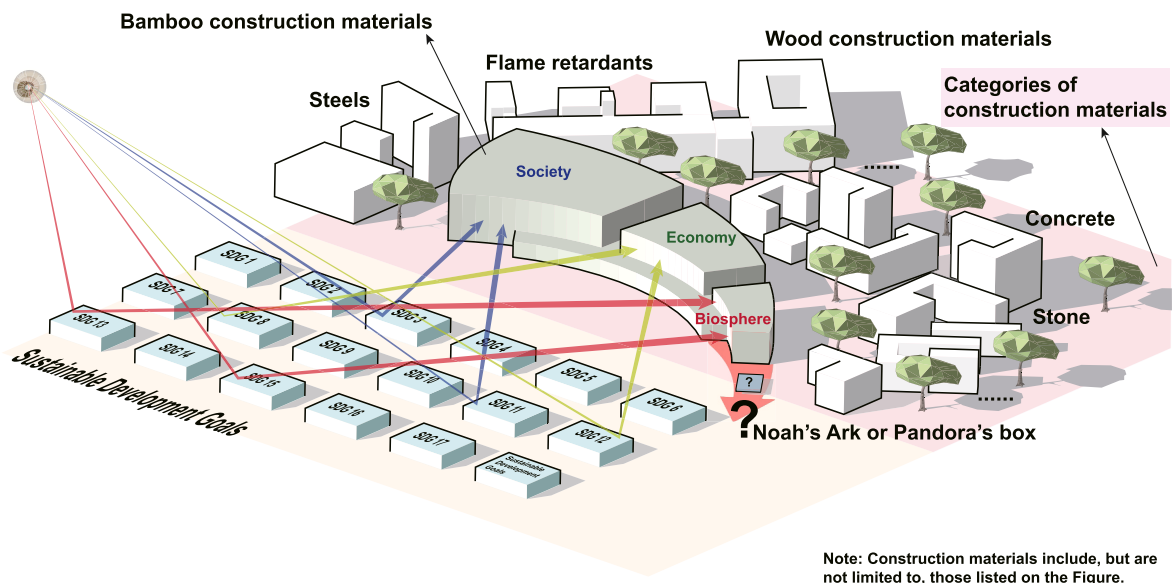 Bamboo construction materials
Wood construction materials
Flame retardants
Categories of
construction materials
Steels
......
Society
Concrete
Economy
SDG 1
SDG 2
SDG 3
SDG 4
SDG 5
SDG 6
SDG 7
SDG 8
SDG 9
SDG 10
SDG 11
SDG 12
SDG 13
SDG 14
SDG 15
SDG 16
SDG 17
Sustainable
Development
Goals
Sustainable Development Goals
Biosphere
Stone
?
......
?
Noah's Ark or Pandora's box
Note: Construction materials include, but are
not limited to, those listed on the Figure.